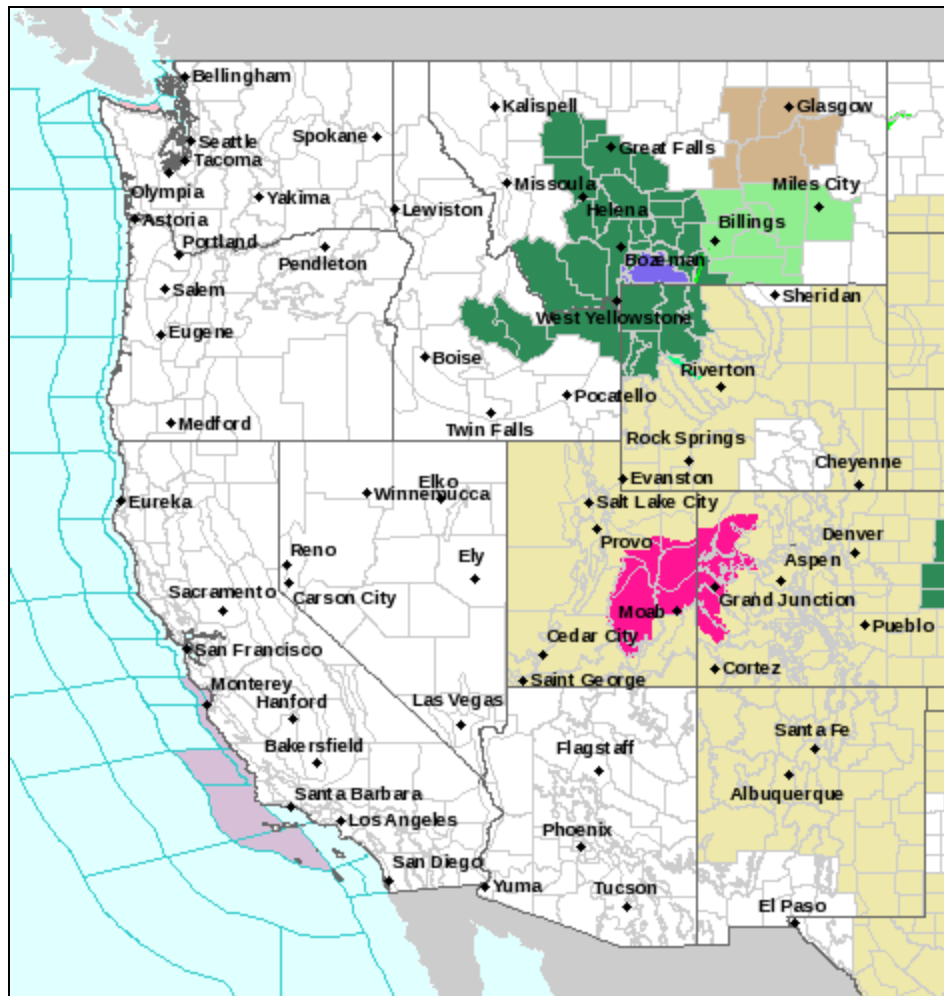 Bellingham
Kalispell
Glasgow
Spokane
Seattle
Great Falls
Tacoma
Missoula
Miles City
Olympia
Yakima
Helena
Lewiston
Astoria
Billings
Portland
Pendleton
Bozeman
Salem
Sheridan
West Yellowstone
Eugene
Boise
Riverton
Pocatello
Medford
Twin Falls
Rock Springs
Cheyenne
Elko
Evanston
Winnemucca
Eureka
Salt Lake City
Denver
Provo
Reno
Ely
Aspen
Sacramento
Carson City
Grand Junction
Moab
Pueblo
Cedar City
San Francisco
Cortez
Saint George
Monterey
Hanford
Las Vegas
Santa Fe
Bakersfield
Flagstaff
Santa Barbara
Albuquerque
Los Angeles
Phoenix
San Diego
Yuma
Tucson
El Paso